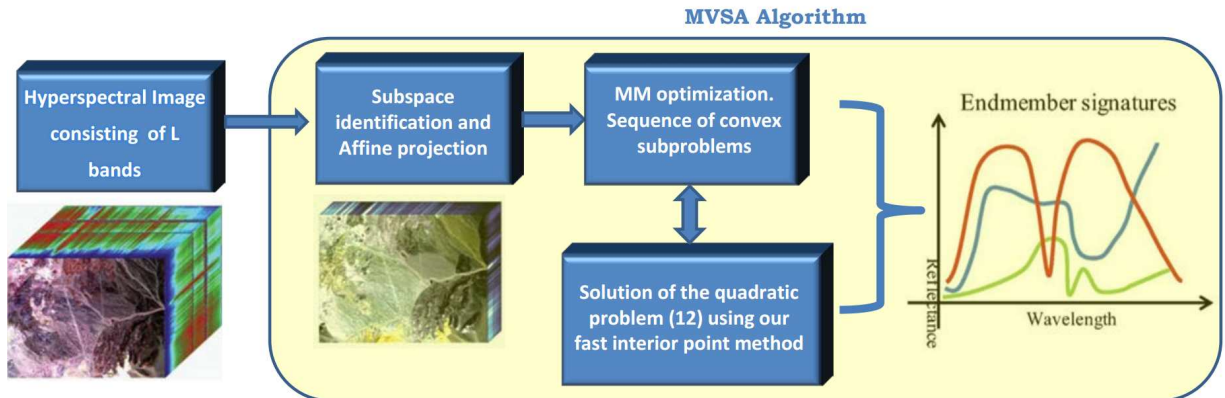 MVSA Algorithm
Hyperspectral Image
consisting of L
bands
Subspace
identification and
Affine projection
MM optimization.
Sequence of convex
subproblems
Solution of the quadratic
problem (12) using our
fast interior point method
Endmember signatures
Reflectance
Wavelength